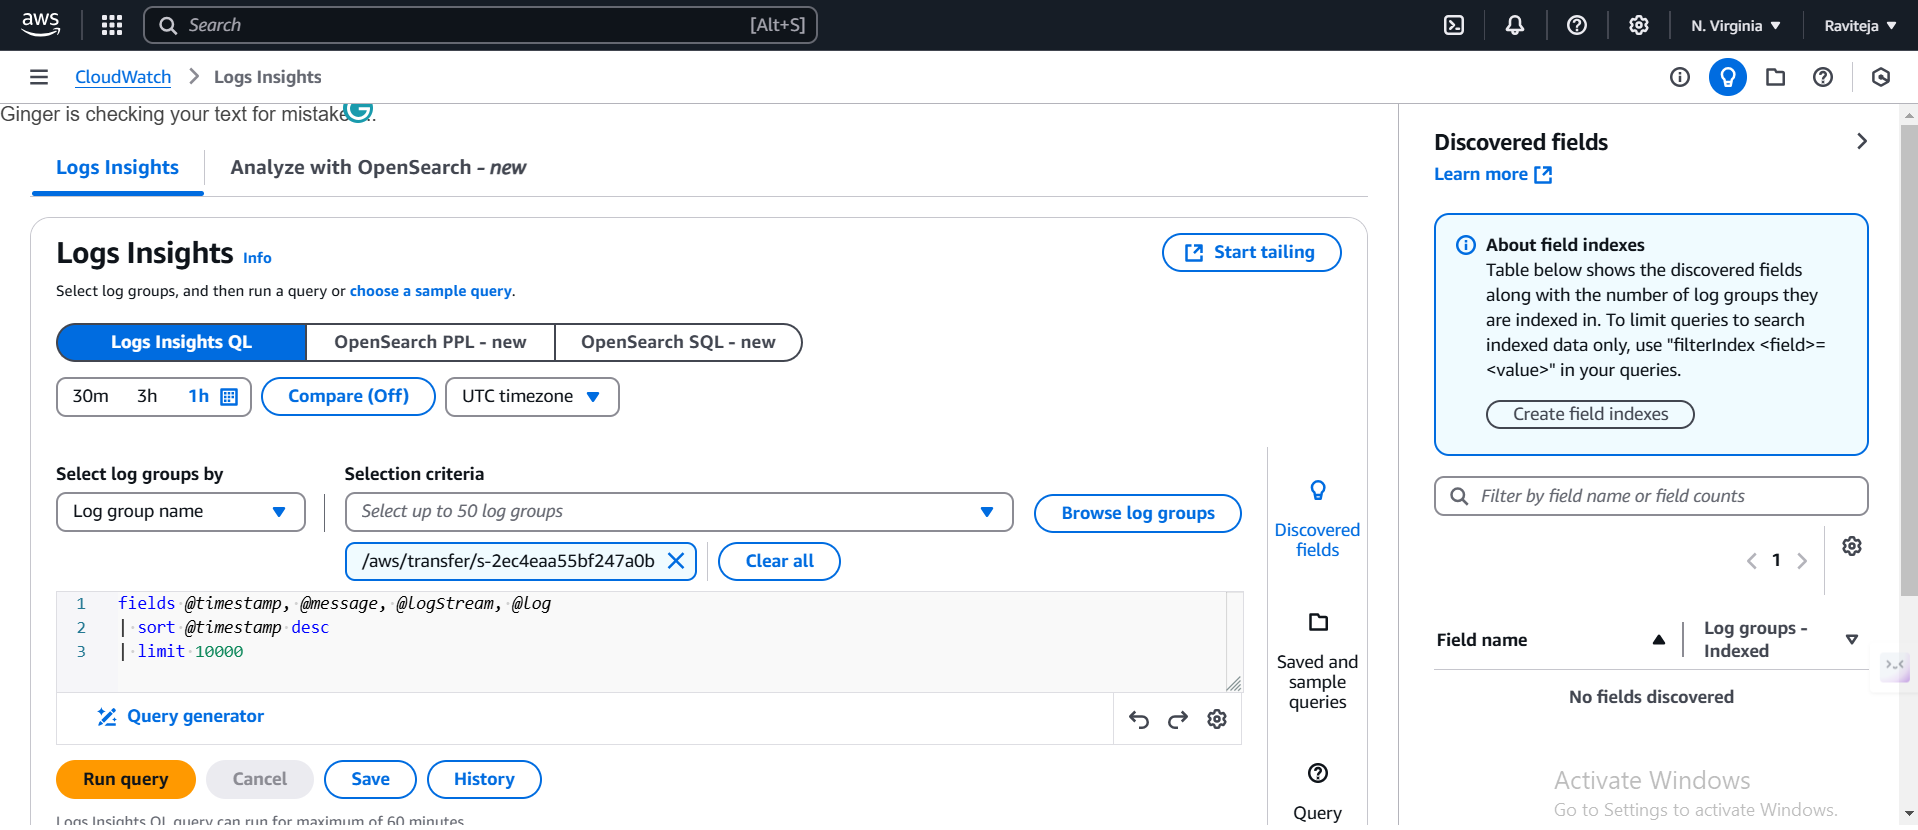 aws
Search [Alt+S]
N. Virginia
Raviteja
CloudWatch
Logs Insights
Ginger is checking your text for mistake
Logs Insights
Analyze with OpenSearch - new
Logs Insights Info
Start tailing
Select log groups, and then run a query or choose a sample query.
Logs Insights QL
OpenSearch PPL - new
OpenSearch SQL - new
30m 3h 1h
Compare (Off)
UTC timezone
Select log groups by
Selection criteria
Log group name
Select up to 50 log groups
Browse log groups
/aws/transfer/s-2ec4eaa55bf247a0b
Clear all
1 fields @timestamp, @message, @logStream, @log
2 | sort @timestamp desc
3 | limit 10000
Query generator
Run query
Cancel
Save
History
Logs Insights QL query can run for maximum of 60 minutes.
Discovered
fields
Saved and
sample
queries
Query
Discovered fields
Learn more
About field indexes
Table below shows the discovered fields
along with the number of log groups they
are indexed in. To limit queries to search
indexed data only, use "filterIndex <field>=
<value>" in your queries.
Create field indexes
Filter by field name or field counts
1
Field name
Log groups -
Indexed
No fields discovered
Activate Windows
Go to Settings to activate Windows.